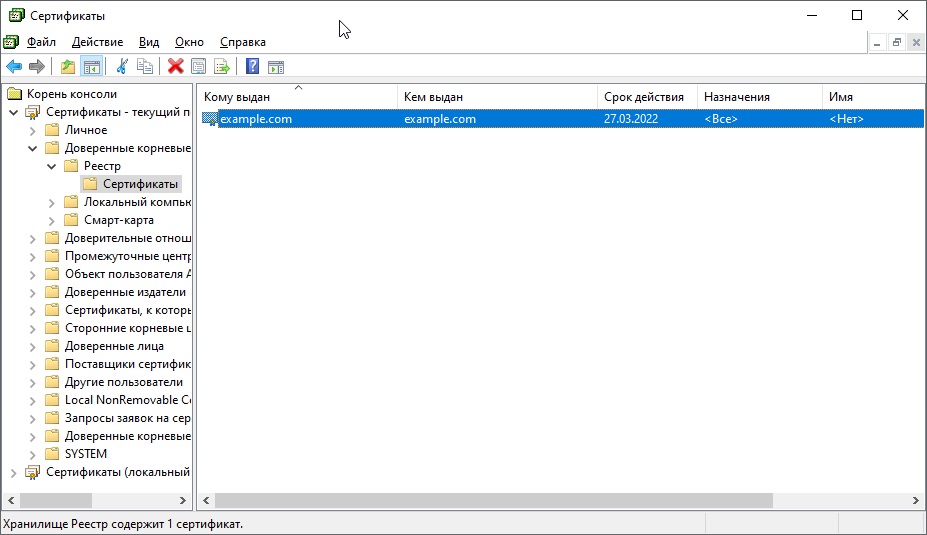 Сертификаты
Файл Действие Вид Окно Справка
Корень консоли
Сертификаты - текущий п
Личное
Доверенные корневые
Реестр
Сертификаты
Локальный компьк
Смарт-карта
Доверительные отнош
Промежуточные центр
Объект пользователя A
Доверенные издатели
Сертификаты, к которы
Сторонние корневые ц
Доверенные лица
Поставщики сертифик
Другие пользователи
Local NonRemovable Ce
Запросы заявок на сер
Доверенные корневые
SYSTEM
Сертификаты (локальный
Кому выдан Кем выдан Срок действия Назначения Имя
example.com example.com 27.03.2022 <Все> <Нет>
Хранилище Реестр содержит 1 сертификат.